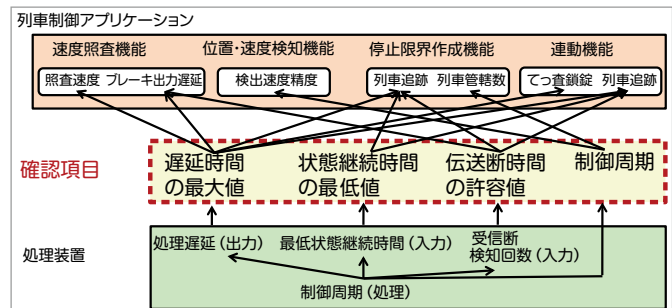 列車制御アプリケーション
速度照査機能 位置・速度検知機能 停止限界作成機能 連動機能
照査速度 ブレーキ出力遅延 検出速度精度 列車追跡 列車管轄数 てっ査鎖錠 列車追跡
確認項目
遅延時間の最大値
状態継続時間の最低値
伝送断時間の許容値
制御周期
処理装置
処理遅延(出力)
最低状態継続時間(入力)
受信断
検知回数(入力)
制御周期(処理)